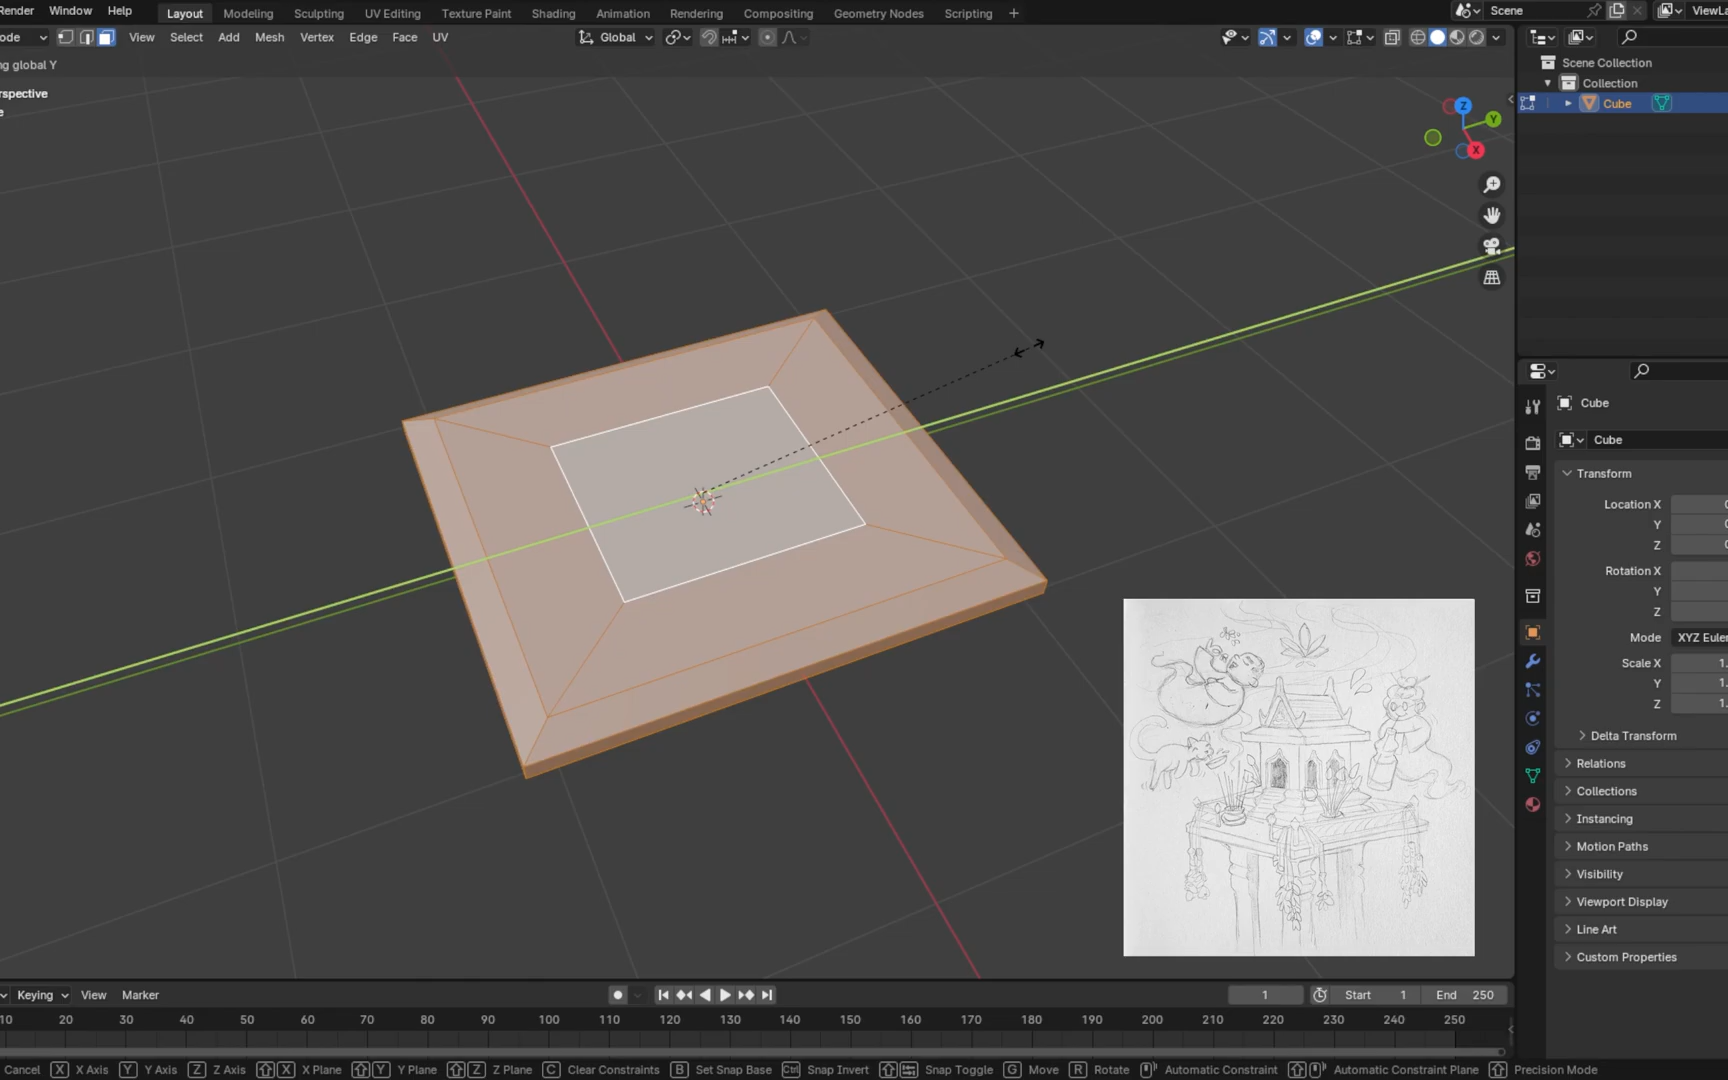 Render Window Help Layout Modeling Sculpting UV Editing Texture Paint Shading Animation Rendering Compositing Geometry Nodes Scripting + Scene ViewLa
ode View Select Add Mesh Vertex Edge Face UV Global
ng global Y
rspective
e
Z
Y
X
Scene Collection
Collection
Cube
Cube
Cube
Transform
Location X
Y
Z
Rotation X
Y
Z
Mode XYZ Euler
Scale X 1.
Y 1.
Z 1.
Delta Transform
Relations
Collections
Instancing
Motion Paths
Visibility
Viewport Display
Line Art
Custom Properties
Keying View Marker 1 Start 1 End 250
10 20 30 40 50 60 70 80 90 100 110 120 130 140 150 160 170 180 190 200 210 220 230 240 250
Cancel X X Axis Y Y Axis Z Z Axis X X Plane Y Y Plane Z Z Plane C Clear Constraints B Set Snap Base Ctrl Snap Invert Snap Toggle G Move R Rotate Automatic Constraint Automatic Constraint Plane Precision Mode